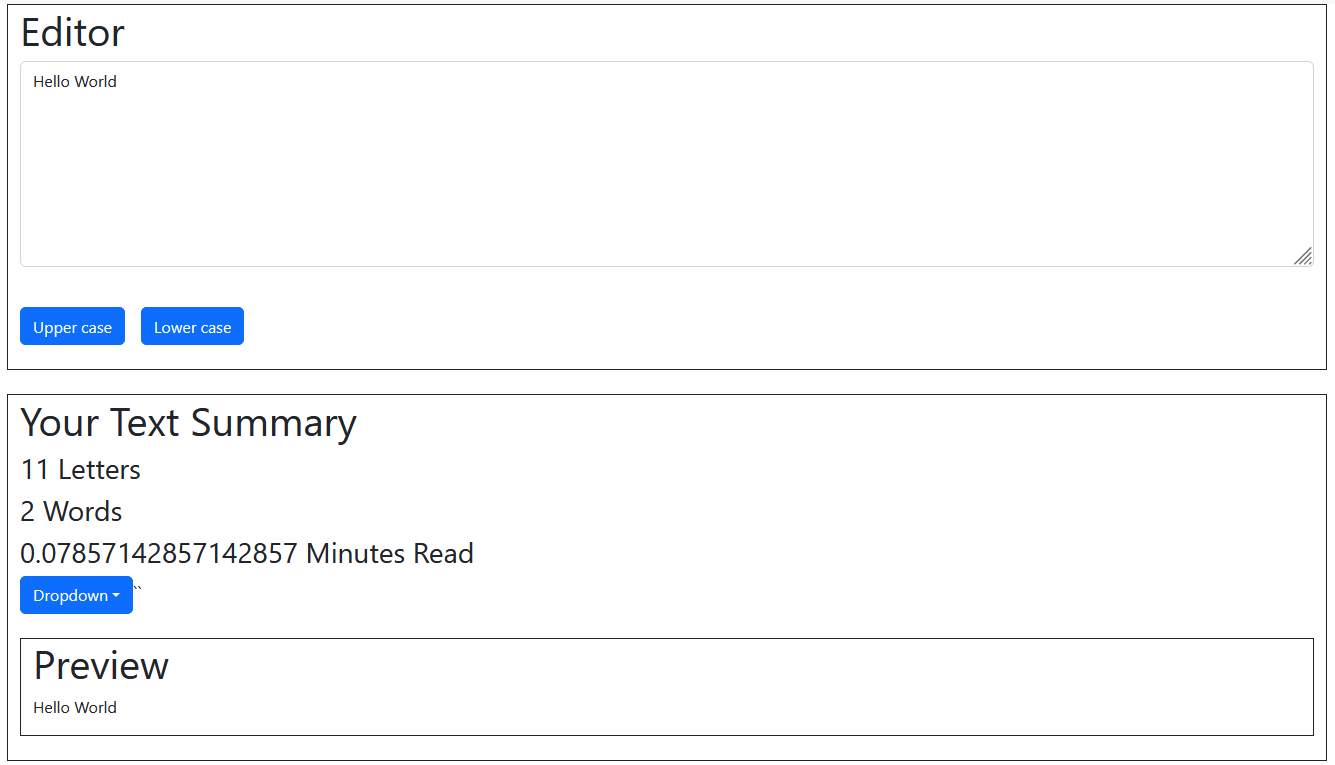 Editor
Hello World
Upper case Lower case
Your Text Summary
11 Letters
2 Words
0.07857142857142857 Minutes Read
Dropdown ``
Preview
Hello World